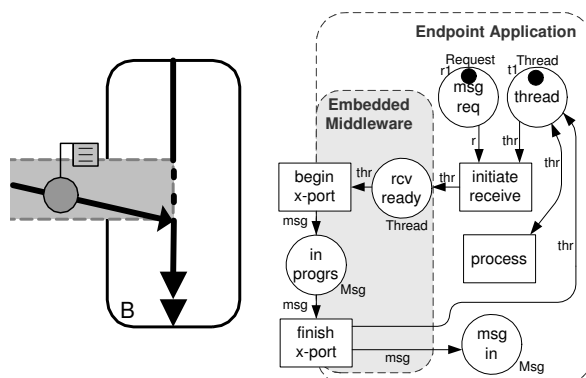 Endpoint Application
Request
Thread
r1
t1
msg
req
thread
Embedded
Middleware
r
thr
thr
begin
x-port
thr
rcv
ready
thr
initiate
receive
Thread
msg
in
progrs
Msg
process
thr
msg
finish
x-port
msg
msg
in
Msg
B